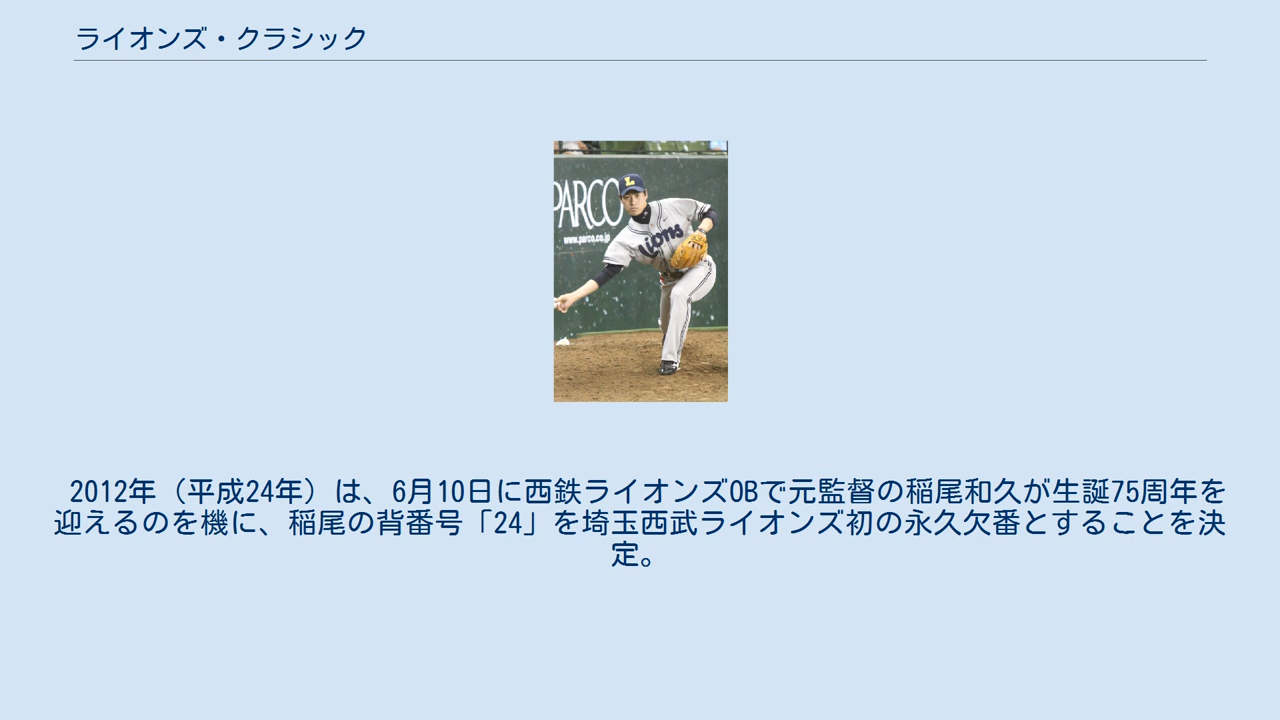 ライオンズ・クラシック
PARCO
www.parco.co.jp
L
Lions
2012年（平成24年）は、6月10日に西鉄ライオンズOBで元監督の稲尾和久が生誕75周年を
迎えるのを機に、稲尾の背番号「24」を埼玉西武ライオンズ初の永久欠番とすることを決
定。